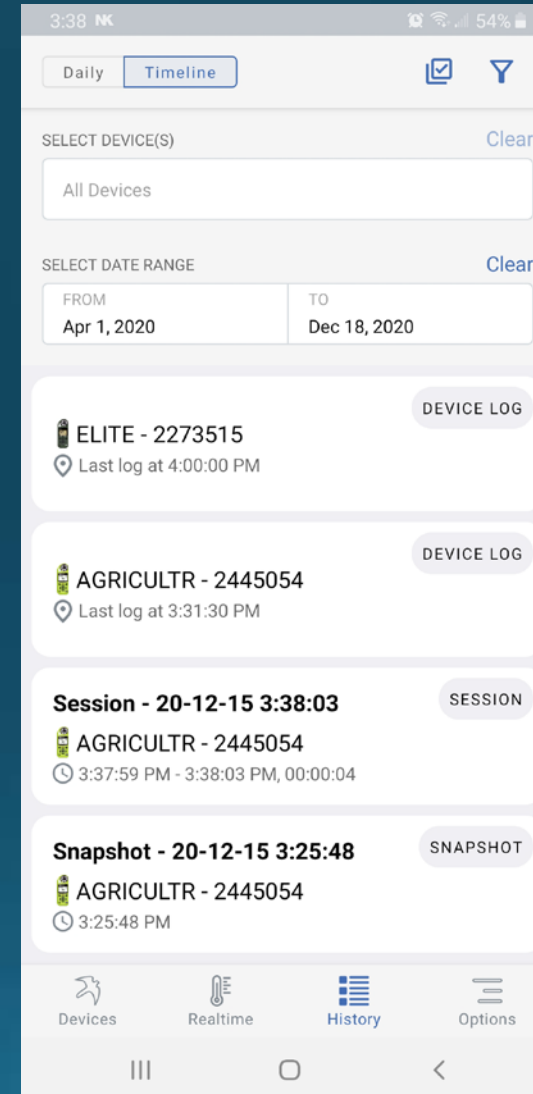 3:38 NK 54%
Daily Timeline
SELECT DEVICE(S) Clear
All Devices
SELECT DATE RANGE Clear
FROM TO
Apr 1, 2020 Dec 18, 2020
DEVICE LOG
ELITE - 2273515
Last log at 4:00:00 PM
DEVICE LOG
AGRICULTR - 2445054
Last log at 3:31:30 PM
Session - 20-12-15 3:38:03 SESSION
AGRICULTR - 2445054
3:37:59 PM - 3:38:03 PM, 00:00:04
Snapshot - 20-12-15 3:25:48 SNAPSHOT
AGRICULTR - 2445054
3:25:48 PM
Devices Realtime History Options